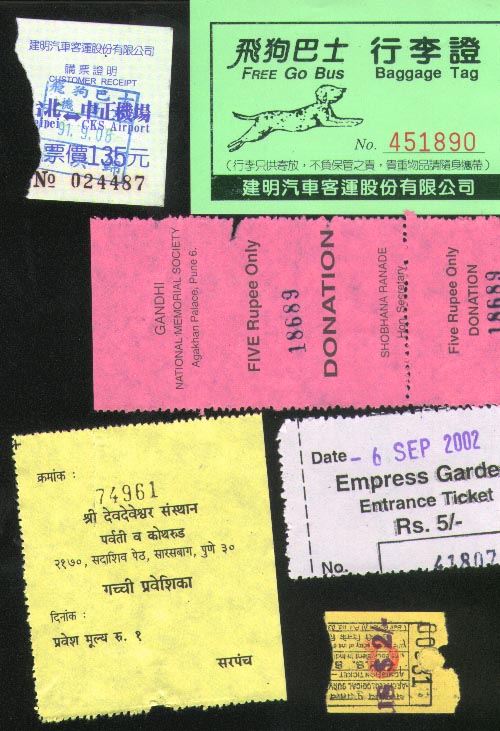 建明汽車客運股份有限公司
購票證明
CUSTOMER RECEIPT
飛狗巴士
台北 中正機場
Taipei CKS Airport
91.9.08
票價135元
No 024487
飛狗巴士 行李證
FREE Go Bus Baggage Tag
No. 451890
(行李只供寄放，不負保管之責，貴重物品請隨身攜帶)
建明汽車客運股份有限公司
GANDHI
NATIONAL MEMORIAL SOCIETY
Agakhan Palace, Pune 6.
FIVE Rupee Only
18689
DONATION
SHOBHANA RANADE
Hon. Secretary
Five Rupee Only
DONATION
18689
क्रमांक :
74961
श्री देवदेवेश्वर संस्थान
पर्वती व कोथरुड
२१७०, सदाशिव पेठ, सारसबाग, पुणे ३०
गच्ची प्रवेशिका
दिनांक :
प्रवेश मूल्य रु. १
सरपंच
Date - 6 SEP 2002
Empress Garde
Entrance Ticket
Rs. 5/-
No. 41807